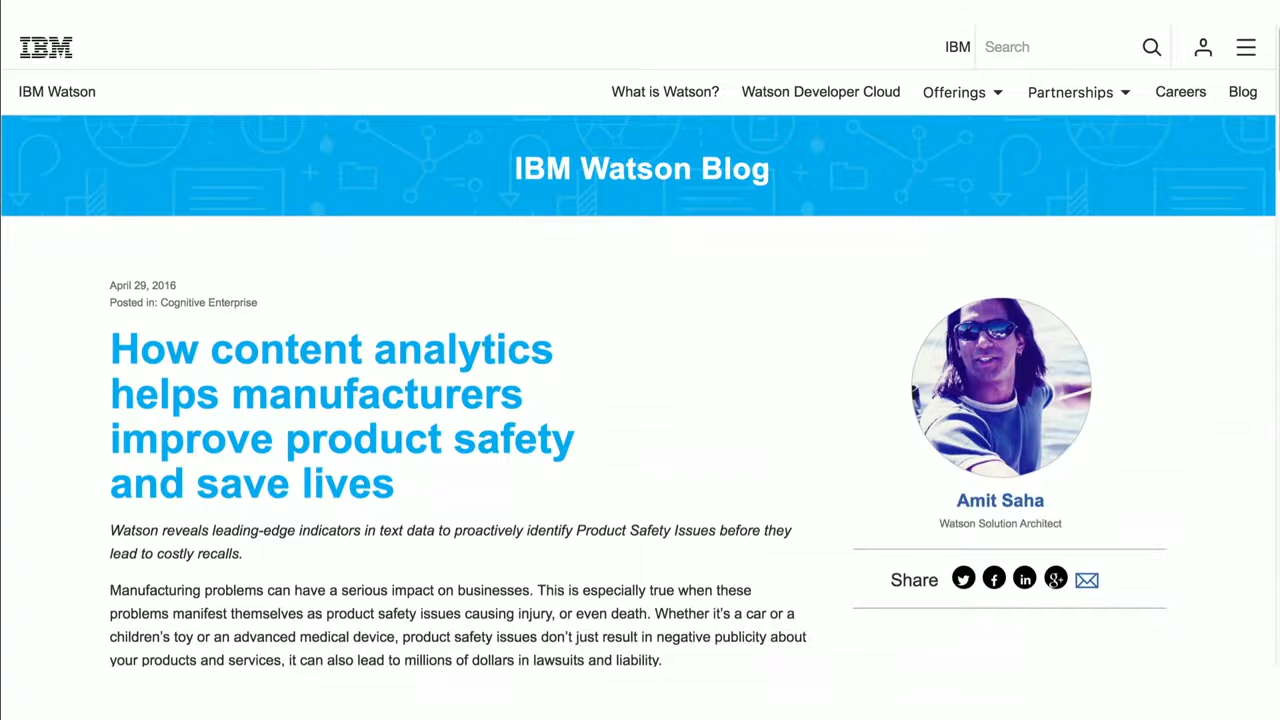 IBM
IBM Search
IBM Watson What is Watson? Watson Developer Cloud Offerings Partnerships Careers Blog
IBM Watson Blog
April 29, 2016
Posted in: Cognitive Enterprise
How content analytics
helps manufacturers
improve product safety
and save lives
Watson reveals leading-edge indicators in text data to proactively identify Product Safety Issues before they
lead to costly recalls.
Manufacturing problems can have a serious impact on businesses. This is especially true when these
problems manifest themselves as product safety issues causing injury, or even death. Whether it's a car or a
children's toy or an advanced medical device, product safety issues don't just result in negative publicity about
your products and services, it can also lead to millions of dollars in lawsuits and liability.
Amit Saha
Watson Solution Architect
Share